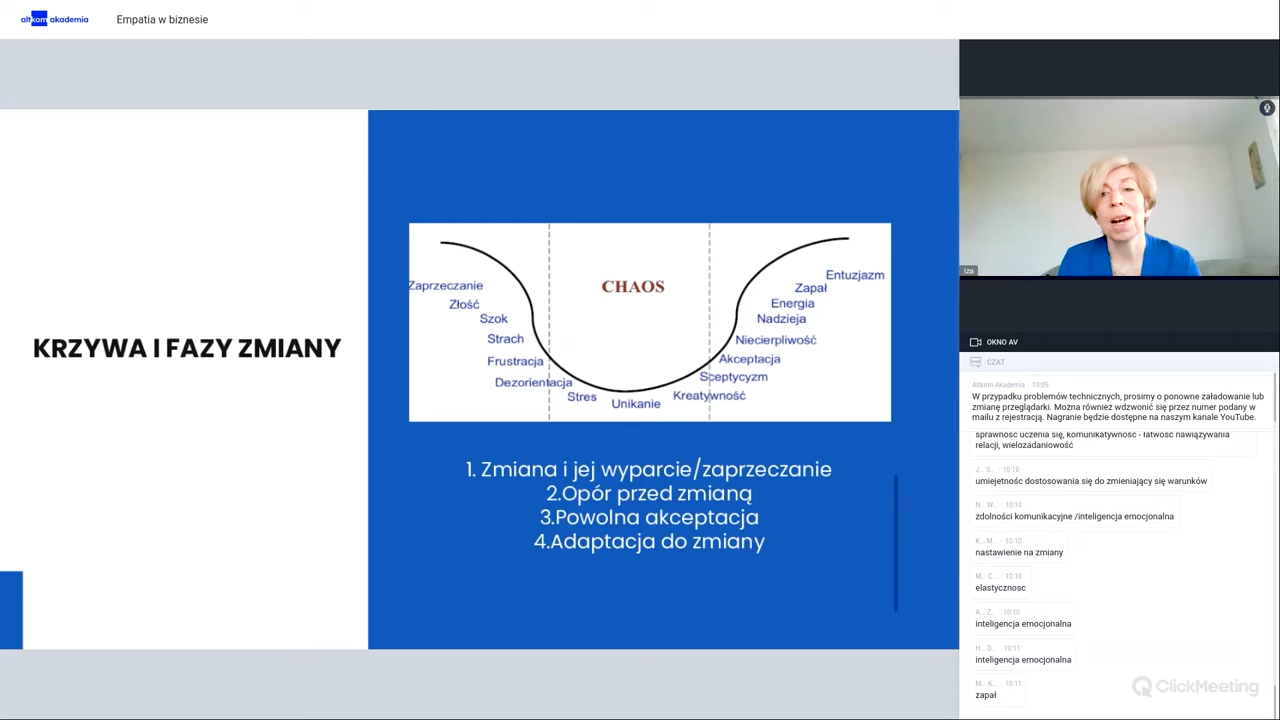 altkom akademia
Empatia w biznesie
KRZYWA I FAZY ZMIANY
CHAOS
Zaprzeczanie
Złość
Szok
Strach
Frustracja
Dezorientacja
Stres
Unikanie
Kreatywność
Sceptycyzm
Akceptacja
Niecierpliwość
Nadzieja
Energia
Zapał
Entuzjazm
1. Zmiana i jej wyparcie/zaprzeczanie
2.Opór przed zmianą
3.Powolna akceptacja
4.Adaptacja do zmiany
iza
OKNO AV
CZAT
Altkom Akademia 10:05
W przypadku problemów technicznych, prosimy o ponowne załadowanie lub
zmianę przeglądarki. Można również wdzwonić się przez numer podany w
mailu z rejestracją. Nagranie będzie dostępne na naszym kanale YouTube.
sprawnosc uczenia się, komunikatywnosc - łatwosc nawiązywania
relacji, wielozadaniowość
J... S... 10:10
umiejetnośc dostosowania się do zmieniający się warunków
N... W... 10:10
zdolności komunikacyjne /inteligencja emocjonalna
K... M... 10:10
nastawienie na zmiany
M... C... 10:10
elastycznosc
A... Z... 10:10
inteligencja emocjonalna
H... D... 10:11
inteligencja emocjonalna
M... K... 10:11
zapał
ClickMeeting